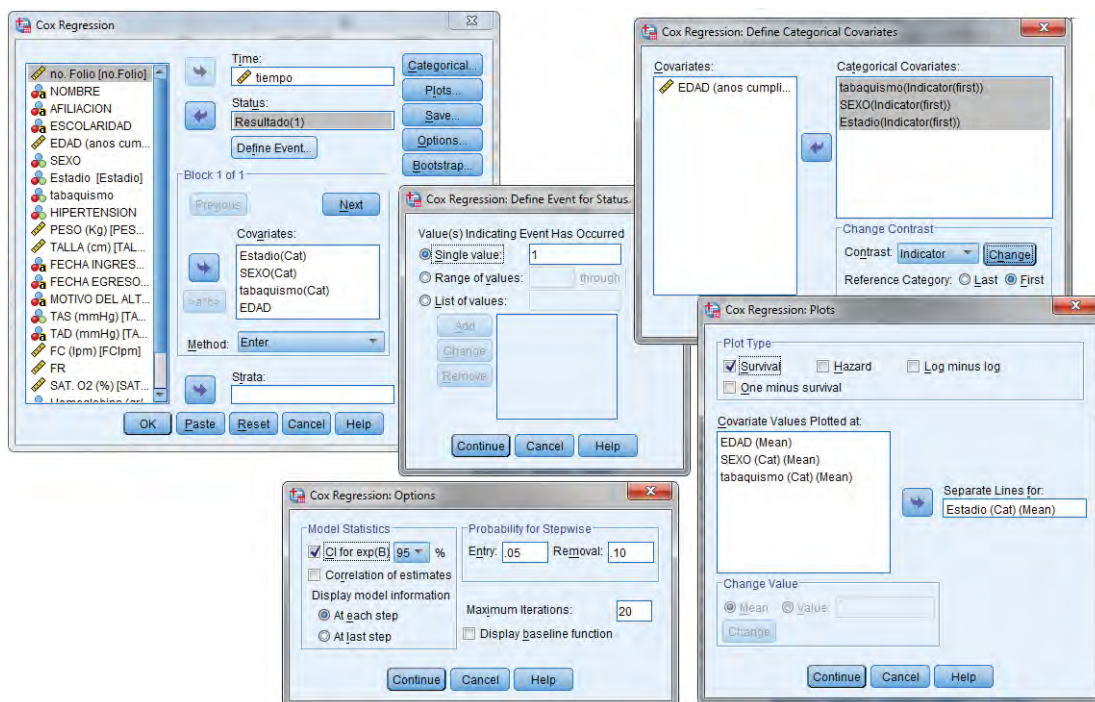 Cox Regression
no. Folio [no.Folio]
NOMBRE
AFILIACION
ESCOLARIDAD
EDAD (anos cum...
SEXO
Estadio [Estadio]
tabaquismo
HIPERTENSION
PESO (Kg) [PES...
TALLA (cm) [TAL...
FECHA INGRES...
FECHA EGRESO...
MOTIVO DEL ALT...
TAS (mmHg) [TA...
TAD (mmHg) [TA...
FC (lpm) [FClpm]
FR
SAT. O2 (%) [SAT...
Time:
tiempo
Status:
Resultado(1)
Define Event...
Block 1 of 1
Previous
Next
Covariates:
Estadio(Cat)
SEXO(Cat)
tabaquismo(Cat)
EDAD
>a*b>
Method:
Enter
Strata:
Categorical...
Plots...
Save...
Options...
Bootstrap...
OK
Paste
Reset
Cancel
Help
Cox Regression: Define Event for Status.
Value(s) Indicating Event Has Occurred
Single value: 1
Range of values: through
List of values:
Add
Change
Remove
Continue
Cancel
Help
Cox Regression: Define Categorical Covariates
Covariates:
EDAD (anos cumpli...
Categorical Covariates:
tabaquismo(Indicator(first))
SEXO(Indicator(first))
Estadio(Indicator(first))
Change Contrast
Contrast: Indicator Change
Reference Category: Last First
Cox Regression: Plots
Plot Type
Survival Hazard Log minus log
One minus survival
Covariate Values Plotted at:
EDAD (Mean)
SEXO (Cat) (Mean)
tabaquismo (Cat) (Mean)
Separate Lines for:
Estadio (Cat) (Mean)
Change Value
Mean Value:
Change
Continue
Cancel
Help
Cox Regression: Options
Model Statistics
CI for exp(B) 95 %
Correlation of estimates
Display model information
At each step
At last step
Probability for Stepwise
Entry: .05 Removal: .10
Maximum Iterations: 20
Display baseline function
Continue
Cancel
Help